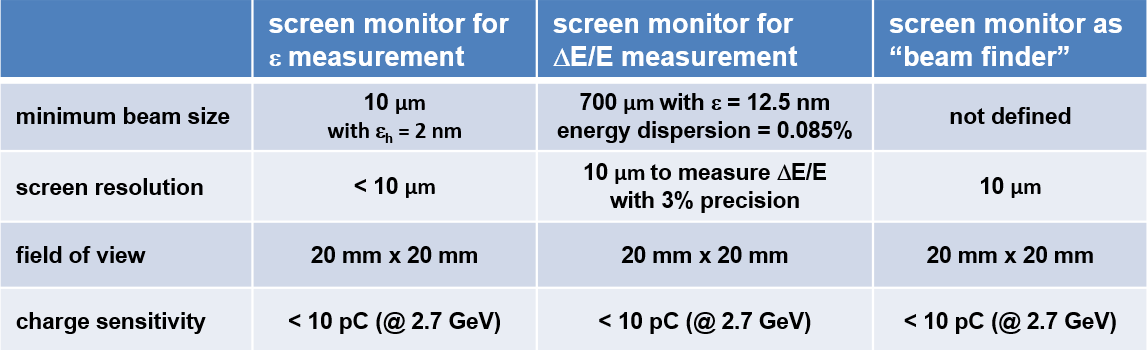 screen monitor for
ε measurement
screen monitor for
ΔE/E measurement
screen monitor as
“beam finder”
minimum beam size
10 μm
with εh = 2 nm
700 μm with ε = 12.5 nm
energy dispersion = 0.085%
not defined
screen resolution
< 10 μm
10 μm to measure ΔE/E
with 3% precision
10 μm
field of view
20 mm x 20 mm
20 mm x 20 mm
20 mm x 20 mm
charge sensitivity
< 10 pC (@ 2.7 GeV)
< 10 pC (@ 2.7 GeV)
< 10 pC (@ 2.7 GeV)